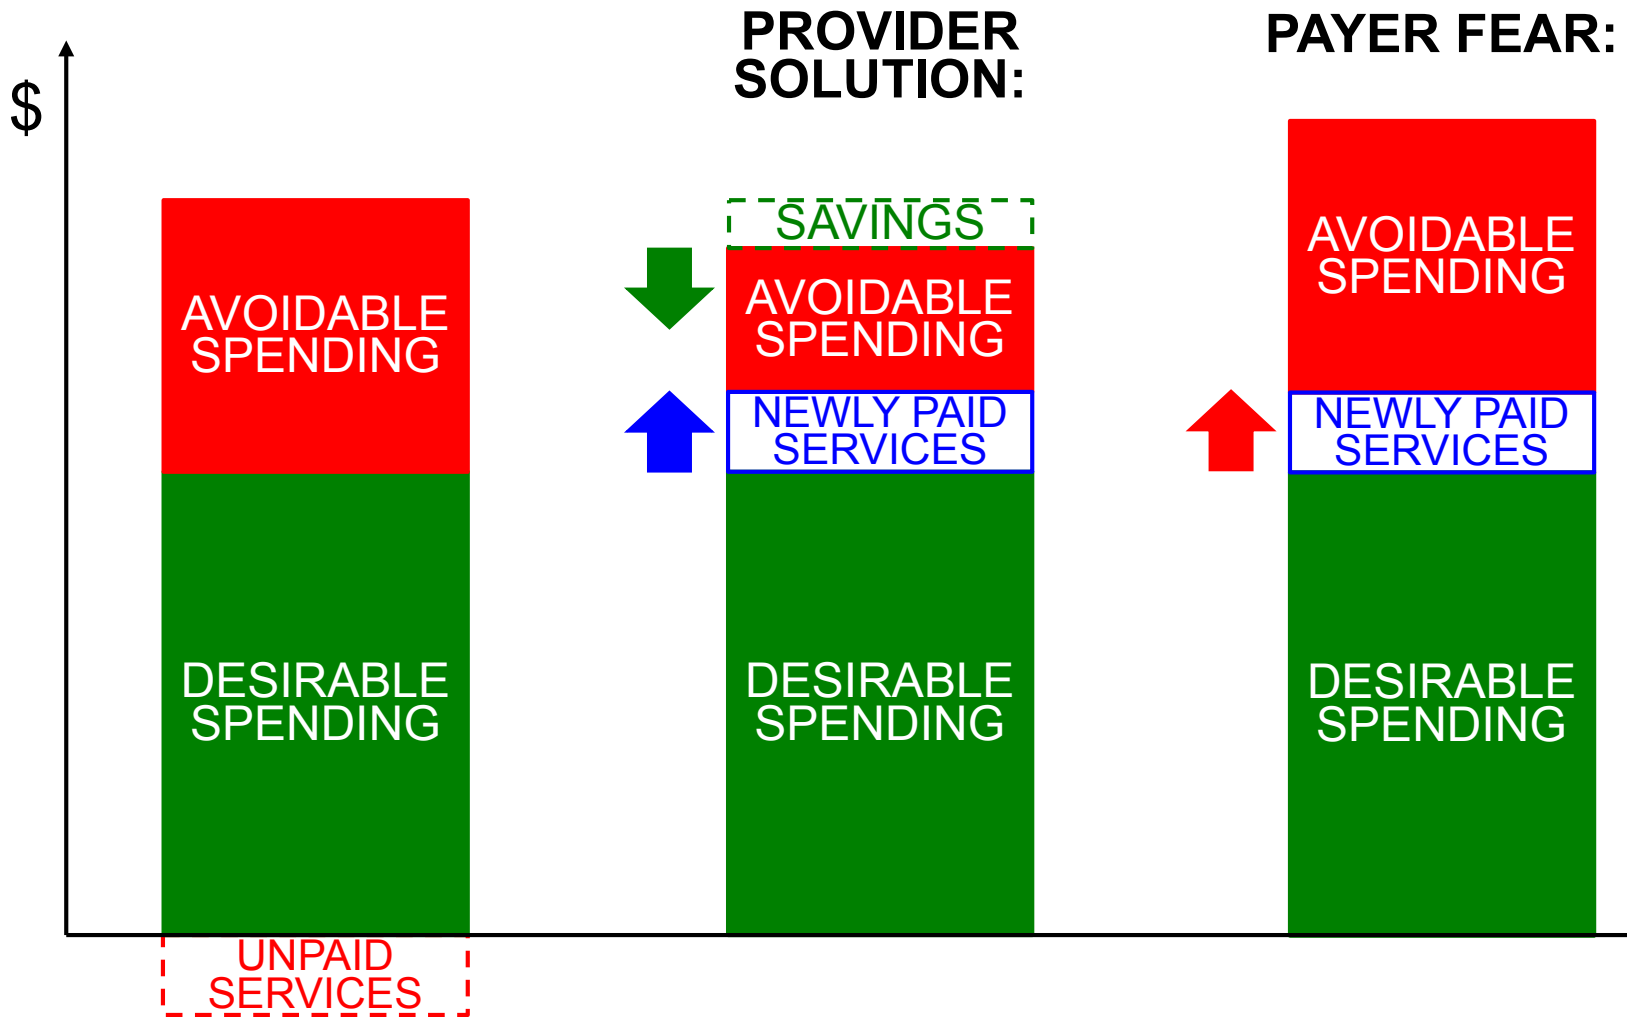 $
AVOIDABLE
SPENDING
DESIRABLE
SPENDING
UNPAID
SERVICES
PROVIDER
SOLUTION:
SAVINGS
AVOIDABLE
SPENDING
NEWLY PAID
SERVICES
DESIRABLE
SPENDING
PAYER FEAR:
AVOIDABLE
SPENDING
NEWLY PAID
SERVICES
DESIRABLE
SPENDING